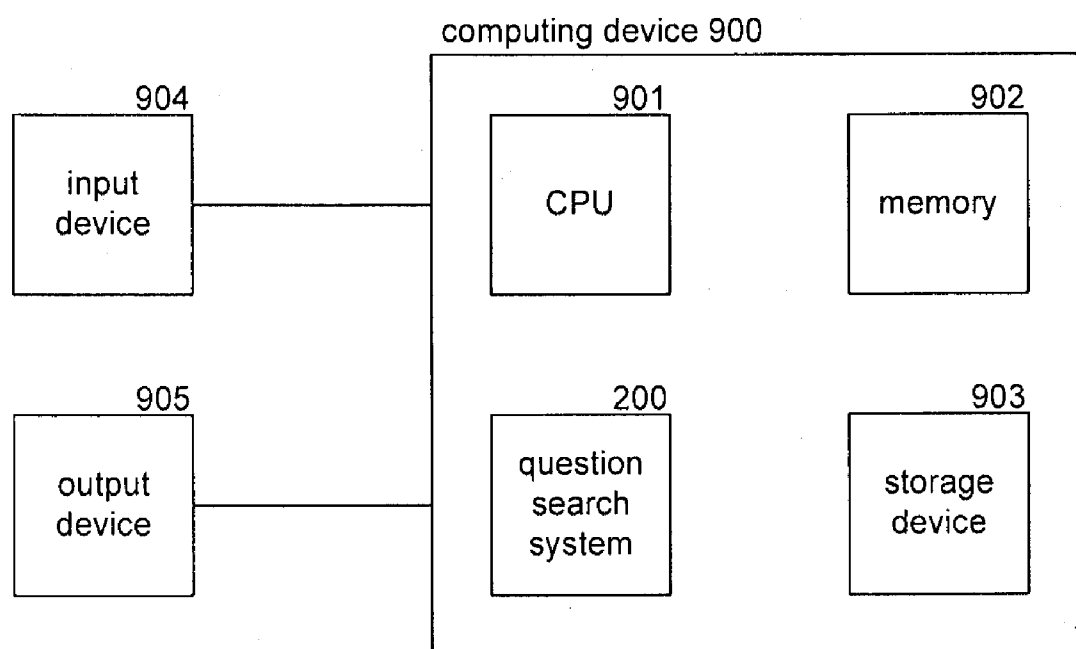 computing device 900
904
input
device
901
CPU
902
memory
905
output
device
200
question
search
system
903
storage
device